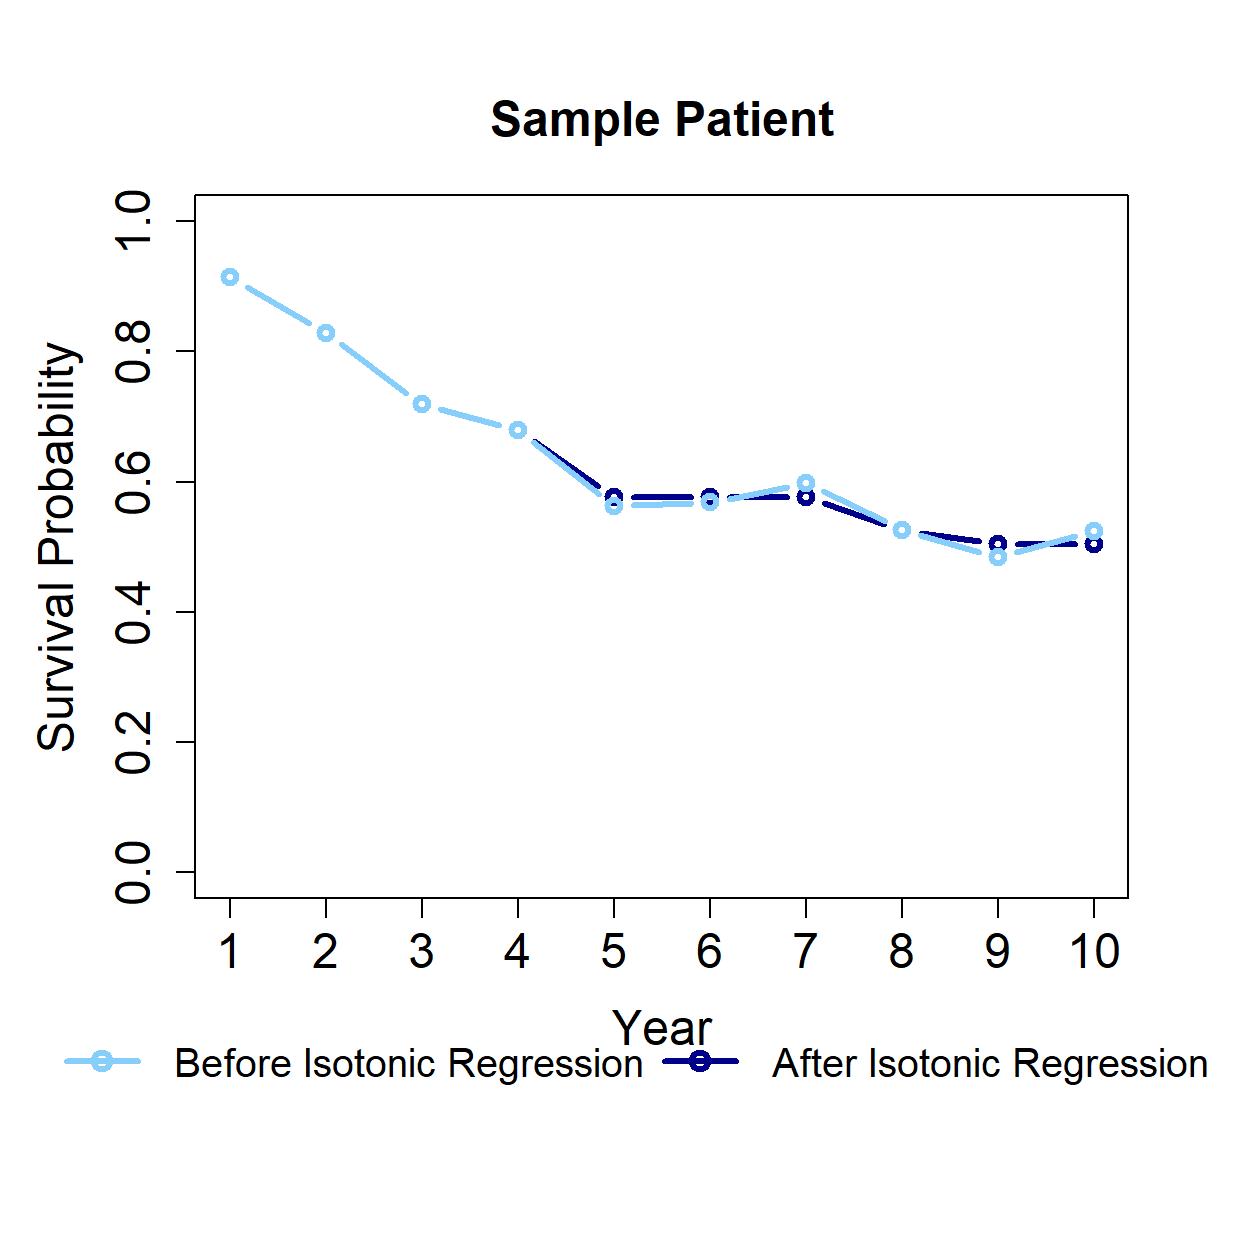 Sample Patient
Survival Probability
1.0
0.8
0.6
0.4
0.2
0.0
1 2 3 4 5 6 7 8 9 10
Year
Before Isotonic Regression After Isotonic Regression